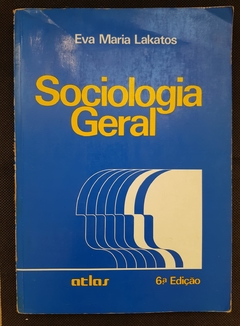 Eva Maria Lakatos
Sociologia
Geral
atlas
6ª Edição